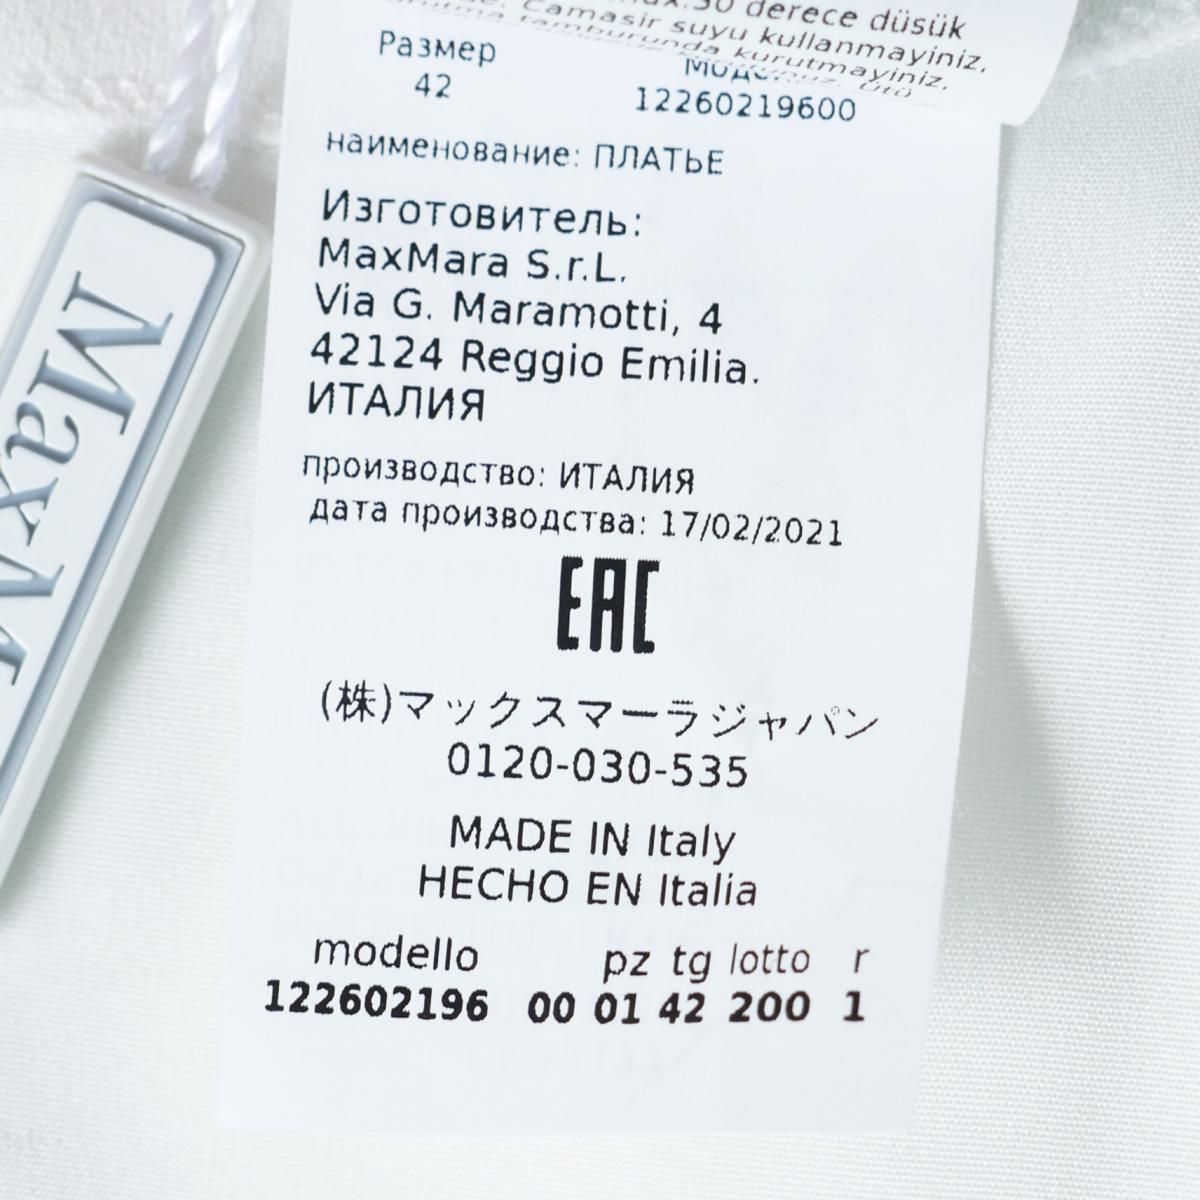 derece düsük
Camasir suyu kullanmayiniz.
tamburunda kurutmayiniz.
Ütü
Размер
42
12260219600
наименование: ПЛАТЬЕ
Изготовитель:
MaxMara S.r.L.
Via G. Maramotti, 4
42124 Reggio Emilia.
ИТАЛИЯ
производство: ИТАЛИЯ
дата производства: 17/02/2021
EAC
(株)マックスマーラジャパン
0120-030-535
MADE IN Italy
HECHO EN Italia
modello pz tg lotto r
122602196 00 01 42 200 1
MaxM